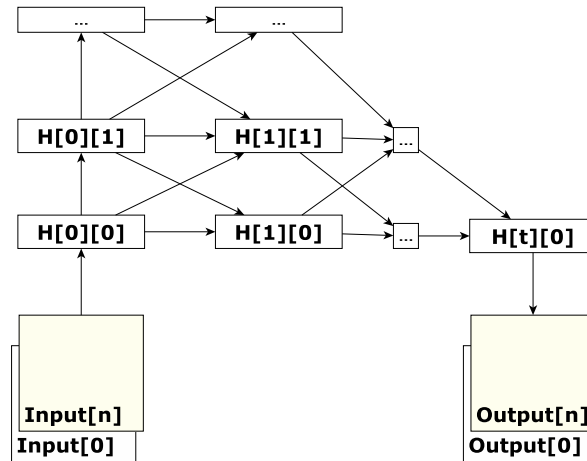 ... ...
H[0][1] H[1][1] ...
H[0][0] H[1][0] ... H[t][0]
Input[n] Output[n]
Input[0] Output[0]